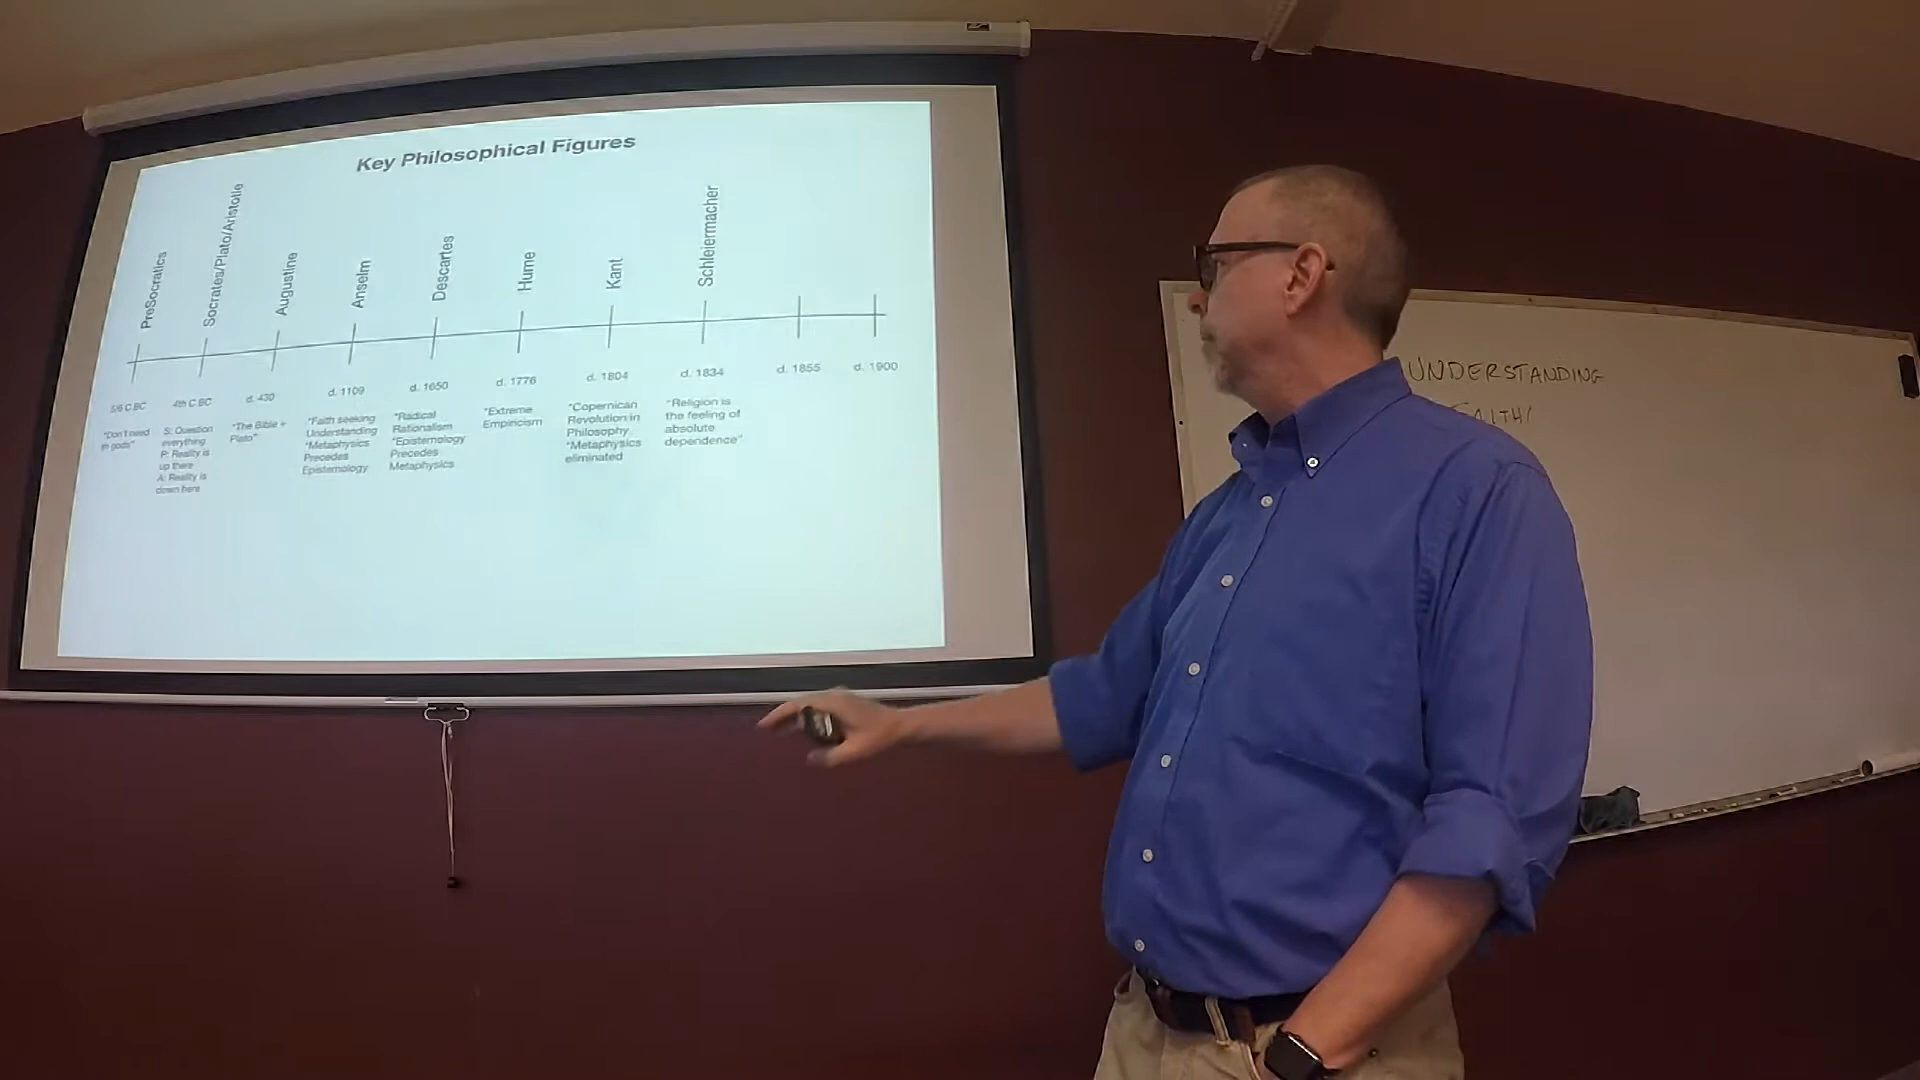 Key Philosophical Figures
PreSocratics
Socrates/Plato/Aristotle
Augustine
Anselm
Descartes
Hume
Kant
Schleiermacher
5/6 C BC
4th C BC
d. 430
d. 1109
d. 1650
d. 1776
d. 1804
d. 1834
d. 1855
d. 1900
"Don't need
in gods"
S: Question
everything
P: Reality is
up there
A: Reality is
down here
"The Bible +
Plato"
"Faith seeking
Understanding
"Metaphysics
Precedes
Epistemology
"Radical
Rationalism
"Epistemology
Precedes
Metaphysics
"Extreme
Empiricism
"Copernican
Revolution in
Philosophy
"Metaphysics
eliminated
"Religion is
the feeling of
absolute
dependence"
UNDERSTANDING